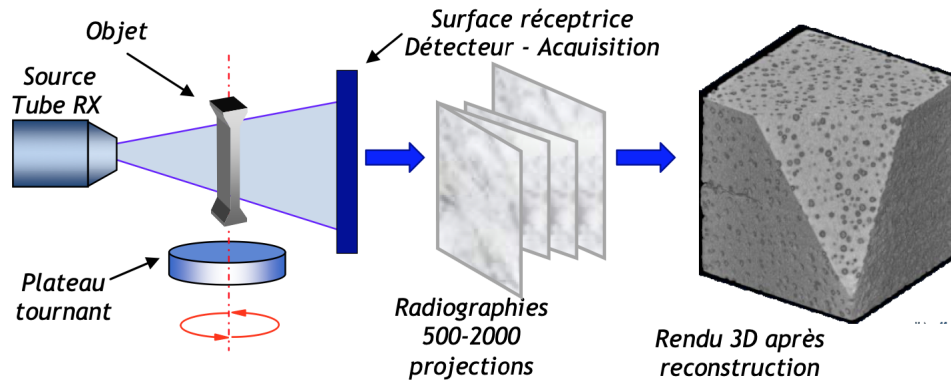 Objet
Source
Tube RX
Surface réceptrice
Détecteur - Acquisition
Plateau
tournant
Radiographies
500-2000
projections
Rendu 3D après
reconstruction